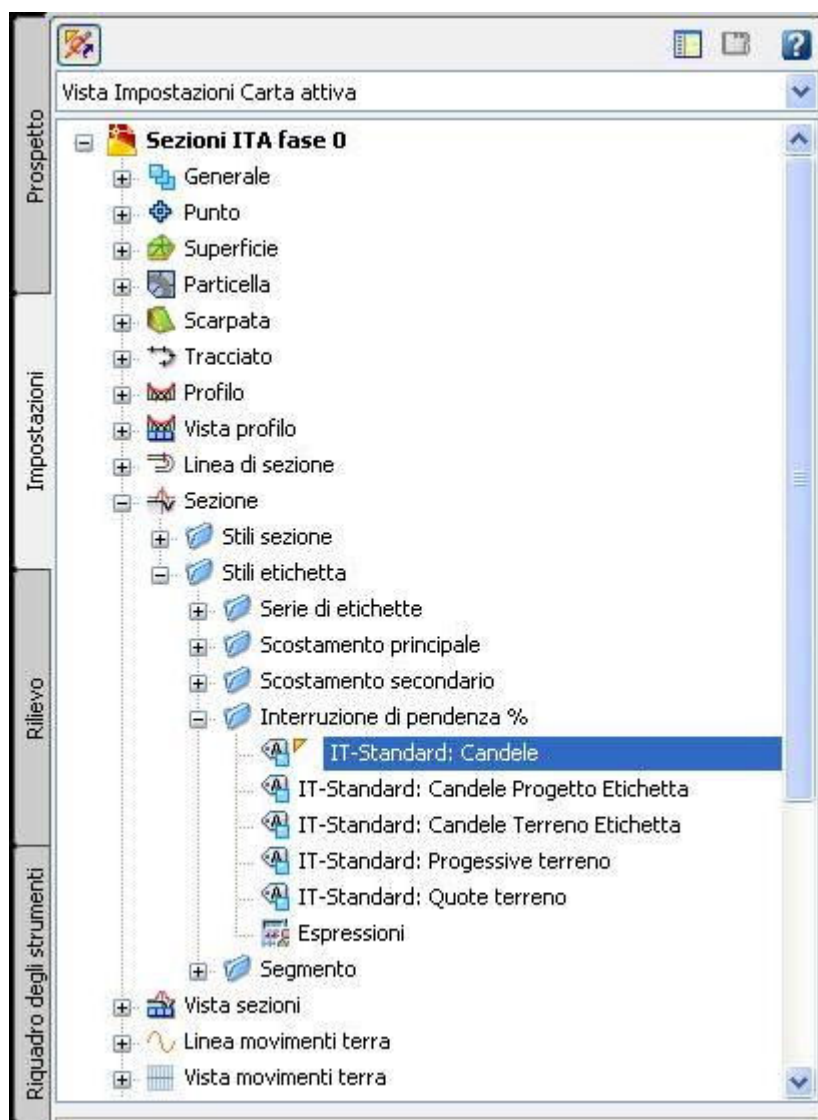 Vista Impostazioni Carta attiva
Sezioni ITA fase 0
Generale
Punto
Superficie
Particella
Scarpata
Tracciato
Profilo
Vista profilo
Linea di sezione
Sezione
Stili sezione
Stili etichetta
Serie di etichette
Scostamento principale
Scostamento secondario
Interruzione di pendenza %
IT-Standard: Candele
IT-Standard: Candele Progetto Etichetta
IT-Standard: Candele Terreno Etichetta
IT-Standard: Progessive terreno
IT-Standard: Quote terreno
Espressioni
Segmento
Vista sezioni
Linea movimenti terra
Vista movimenti terra
Prospetto
Impostazioni
Rilievo
Riquadro degli strumenti